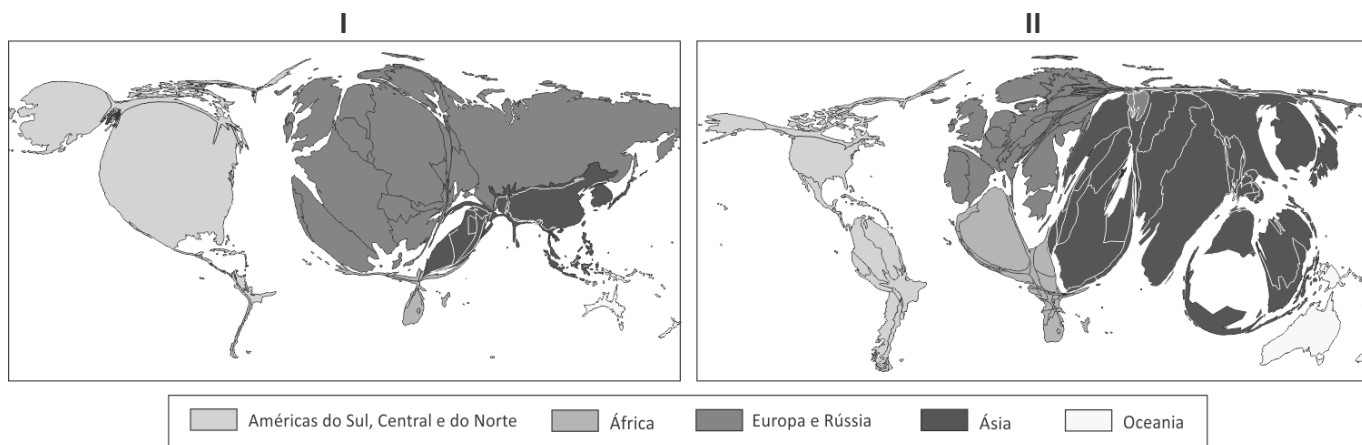 I
II
Américas do Sul, Central e do Norte
África
Europa e Rússia
Ásia
Oceania